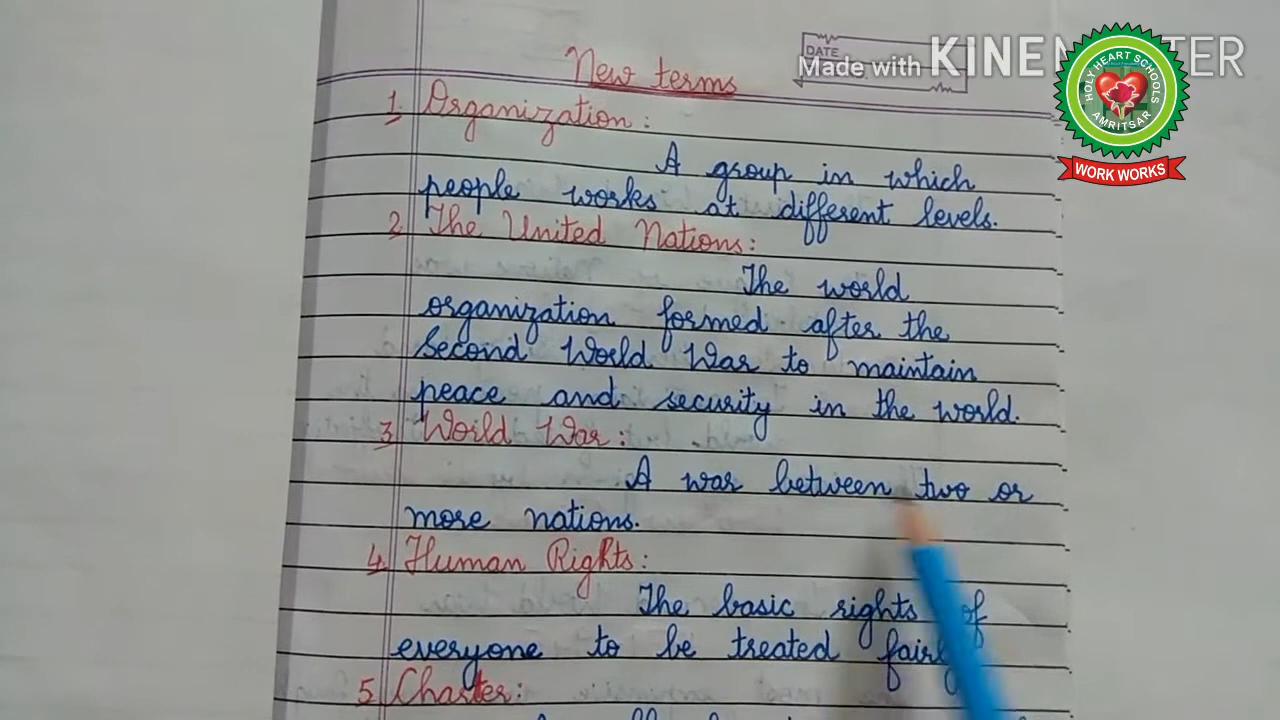 DATE
Made with KINEMASTER
HOLY HEART SCHOOLS
AMRITSAR
WORK WORKS
New terms
1. Organization:
A group in which
people works at different levels.
2. The United Nations:
The world
organization formed after the
Second World War to maintain
peace and security in the world.
3. World War:
A war between two or
more nations.
4. Human Rights:
The basic rights of
everyone to be treated fairly
5. Charter: